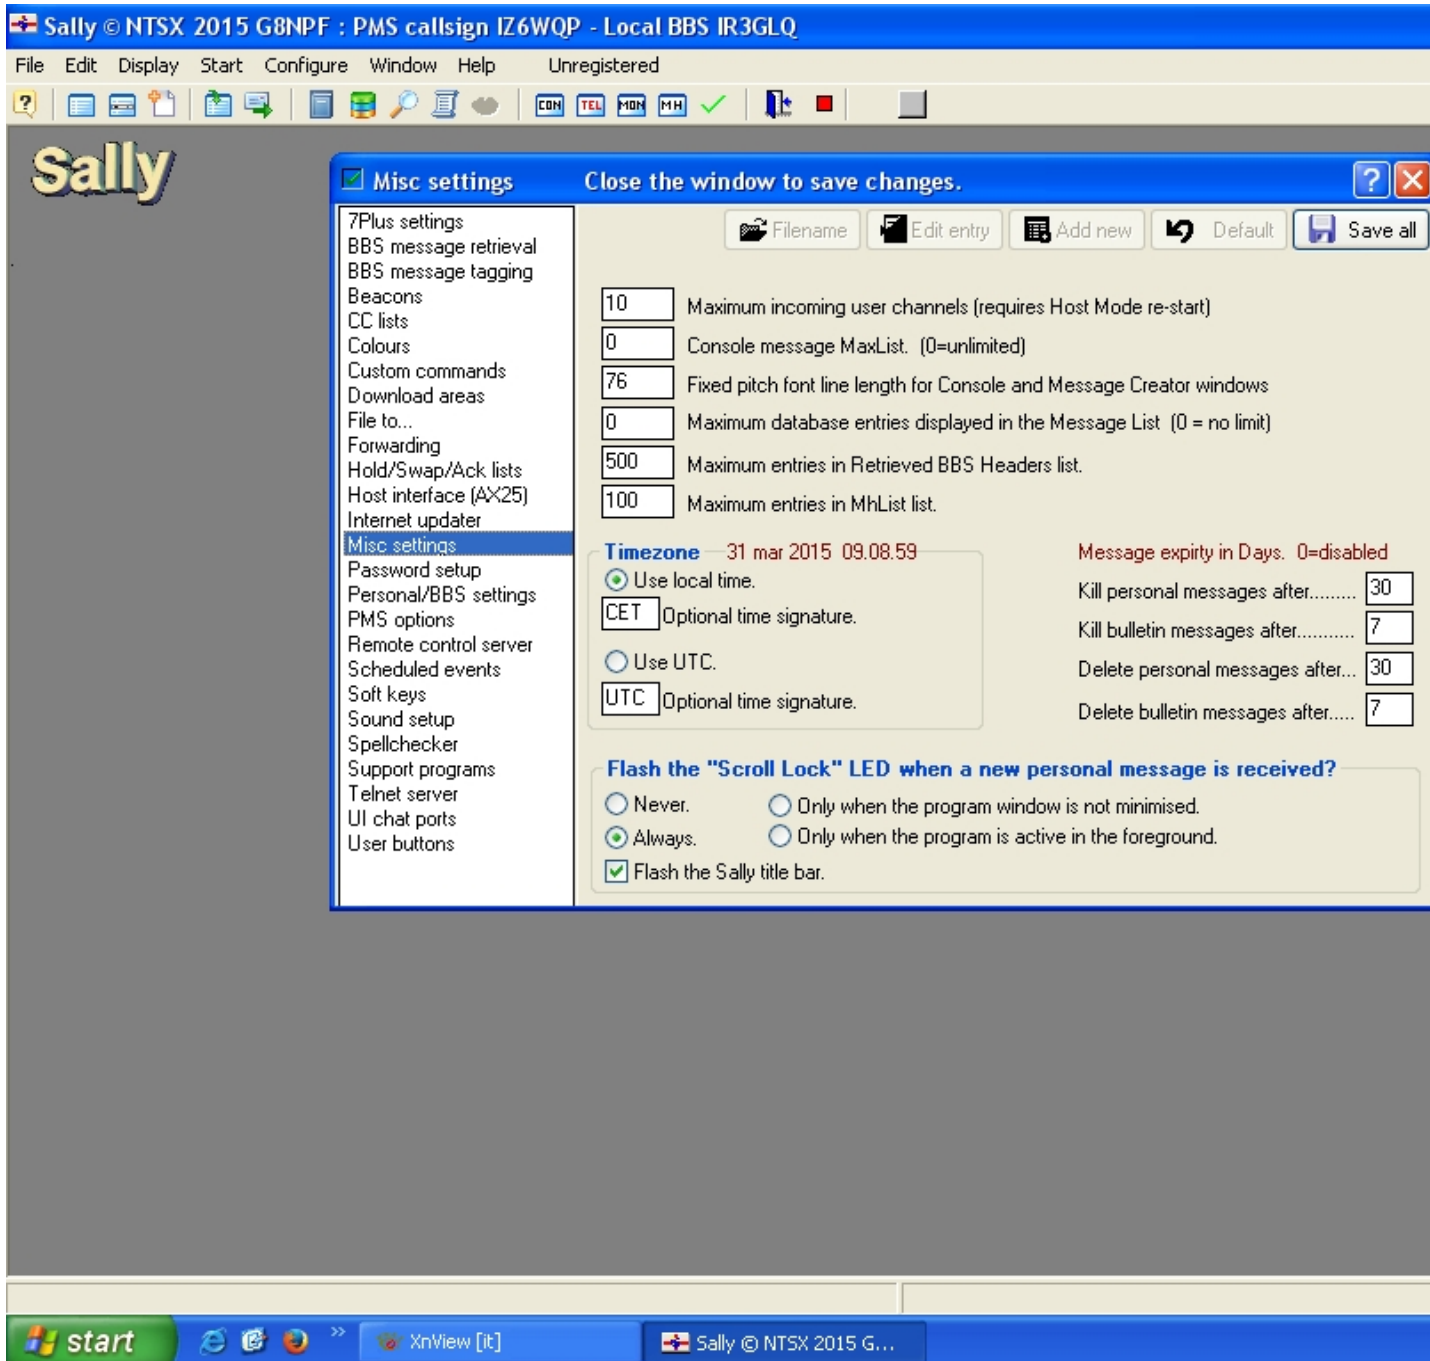 Sally © NTSX 2015 G8NPF : PMS callsign IZ6WQP - Local BBS IR3GLQ
File Edit Display Start Configure Window Help Unregistered
CON TEL MON MH
Sally
Misc settings Close the window to save changes.
Filename Edit entry Add new Default Save all
7Plus settings
BBS message retrieval
BBS message tagging
Beacons
CC lists
Colours
Custom commands
Download areas
File to...
Forwarding
Hold/Swap/Ack lists
Host interface (AX25)
Internet updater
Misc settings
Password setup
Personal/BBS settings
PMS options
Remote control server
Scheduled events
Soft keys
Sound setup
Spellchecker
Support programs
Telnet server
UI chat ports
User buttons
10 Maximum incoming user channels (requires Host Mode re-start)
0 Console message MaxList. (0=unlimited)
76 Fixed pitch font line length for Console and Message Creator windows
0 Maximum database entries displayed in the Message List (0 = no limit)
500 Maximum entries in Retrieved BBS Headers list.
100 Maximum entries in MhList list.
Timezone 31 mar 2015 09.08.59
Use local time.
CET Optional time signature.
Use UTC.
UTC Optional time signature.
Message expirty in Days. 0=disabled
Kill personal messages after......... 30
Kill bulletin messages after........... 7
Delete personal messages after... 30
Delete bulletin messages after..... 7
Flash the "Scroll Lock" LED when a new personal message is received?
Never. Only when the program window is not minimised.
Always. Only when the program is active in the foreground.
Flash the Sally title bar.
start XnView [it] Sally © NTSX 2015 G...